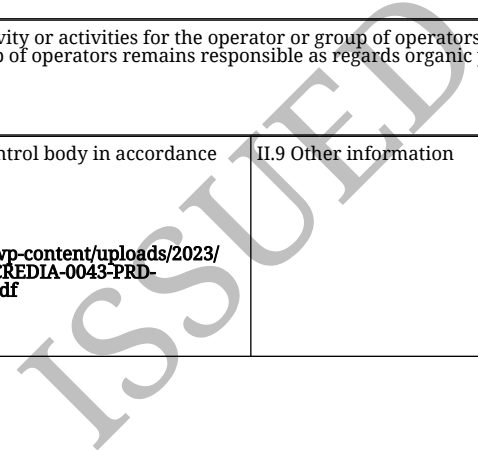 vity or activities for the operator or group of operators
p of operators remains responsible as regards organic
ntrol body in accordance
wp-content/uploads/2023/
CREDIA-0043-PRD-
df
II.9 Other information
ISSUED